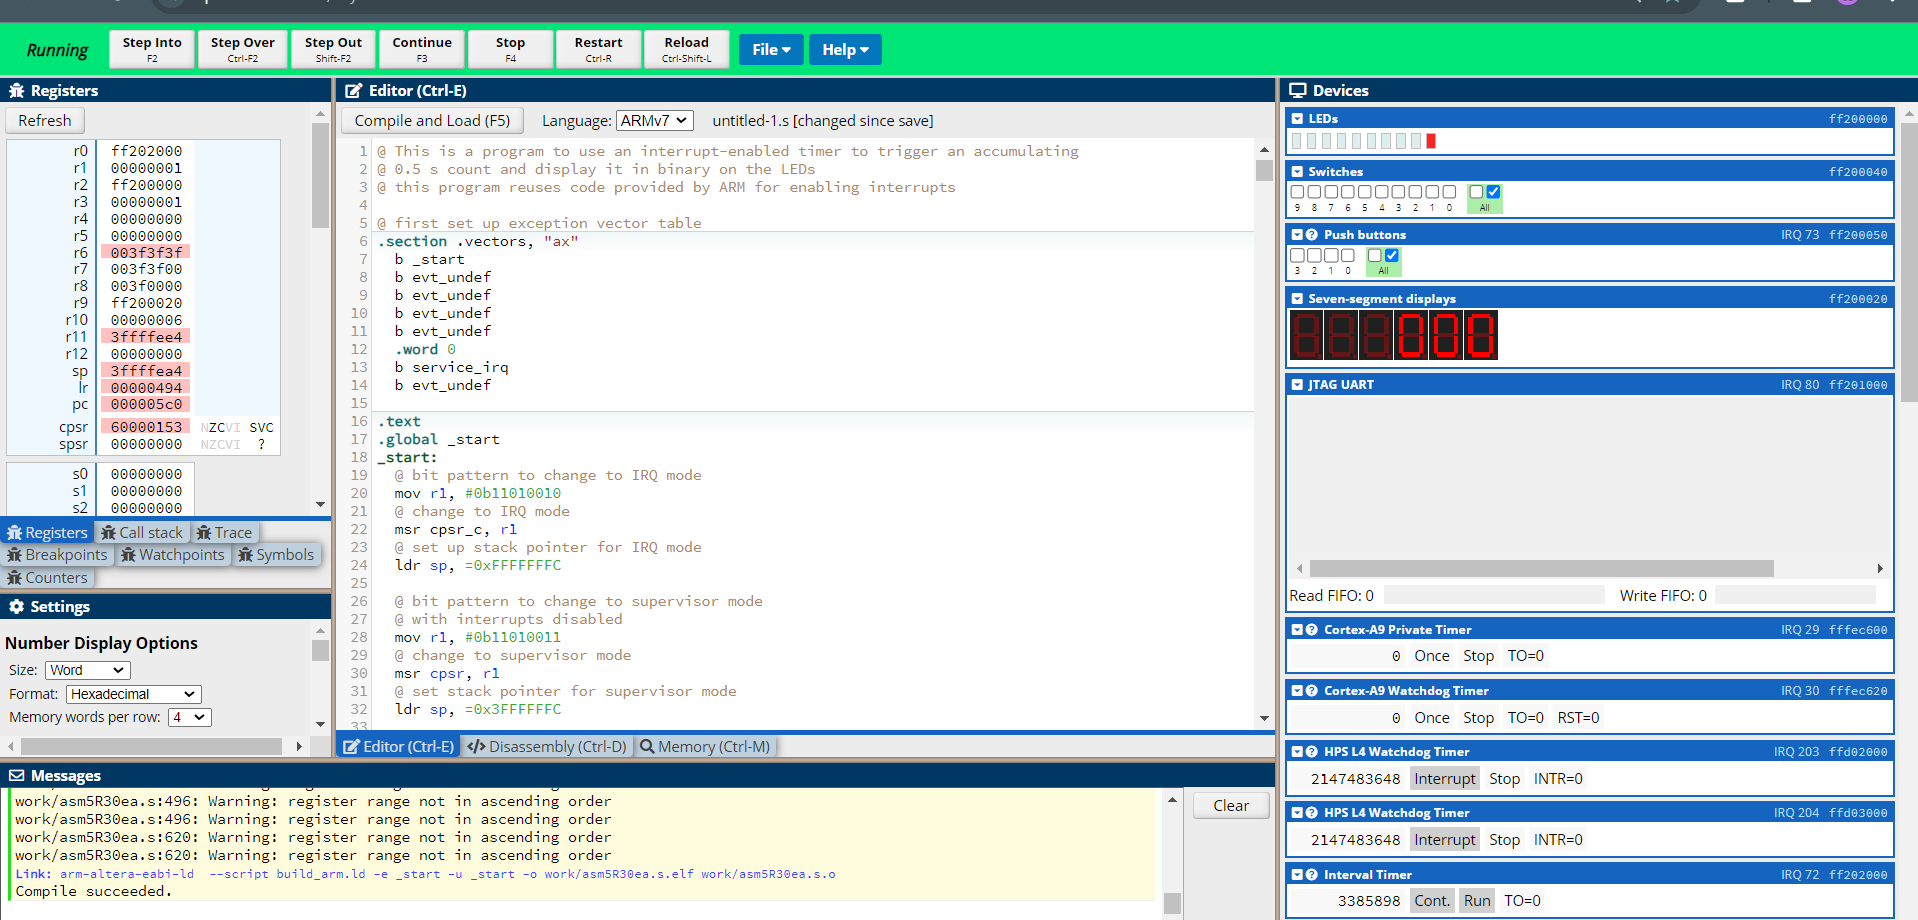 Running
Step Into F2
Step Over Ctrl-F2
Step Out Shift-F2
Continue F3
Stop F4
Restart Ctrl-R
Reload Ctrl-Shift-L
File
Help
Registers
Refresh
r0 ff202000
r1 00000001
r2 ff200000
r3 00000001
r4 00000000
r5 00000000
r6 003f3f3f
r7 003f3f00
r8 003f0000
r9 ff200020
r10 00000006
r11 3ffffee4
r12 00000000
sp 3ffffea4
lr 00000494
pc 000005c0
cpsr 60000153 NZCVI SVC
spsr 00000000 NZCVI ?
s0 00000000
s1 00000000
s2 00000000
Registers Call stack Trace
Breakpoints Watchpoints Symbols
Counters
Settings
Number Display Options
Size: Word
Format: Hexadecimal
Memory words per row: 4
Editor (Ctrl-E)
Compile and Load (F5) Language: ARMv7 untitled-1.s [changed since save]
1 @ This is a program to use an interrupt-enabled timer to trigger an accumulating
2 @ 0.5 s count and display it in binary on the LEDs
3 @ this program reuses code provided by ARM for enabling interrupts
4
5 @ first set up exception vector table
6 .section .vectors, "ax"
7 b _start
8 b evt_undef
9 b evt_undef
10 b evt_undef
11 b evt_undef
12 .word 0
13 b service_irq
14 b evt_undef
15
16 .text
17 .global _start
18 _start:
19 @ bit pattern to change to IRQ mode
20 mov r1, #0b11010010
21 @ change to IRQ mode
22 msr cpsr_c, r1
23 @ set up stack pointer for IRQ mode
24 ldr sp, =0xFFFFFFFC
25
26 @ bit pattern to change to supervisor mode
27 @ with interrupts disabled
28 mov r1, #0b11010011
29 @ change to supervisor mode
30 msr cpsr, r1
31 @ set stack pointer for supervisor mode
32 ldr sp, =0x3FFFFFFC
33
Editor (Ctrl-E) Disassembly (Ctrl-D) Memory (Ctrl-M)
Messages
work/asm5R30ea.s:496: Warning: register range not in ascending order
work/asm5R30ea.s:496: Warning: register range not in ascending order
work/asm5R30ea.s:620: Warning: register range not in ascending order
work/asm5R30ea.s:620: Warning: register range not in ascending order
Link: arm-altera-eabi-ld --script build_arm.ld -e _start -u _start -o work/asm5R30ea.s.elf work/asm5R30ea.s.o
Compile succeeded.
Clear
Devices
LEDs ff200000
Switches ff200040
9 8 7 6 5 4 3 2 1 0 All
Push buttons IRQ 73 ff200050
3 2 1 0 All
Seven-segment displays ff200020
000
JTAG UART IRQ 80 ff201000
Read FIFO: 0 Write FIFO: 0
Cortex-A9 Private Timer IRQ 29 fffec600
0 Once Stop TO=0
Cortex-A9 Watchdog Timer IRQ 30 fffec620
0 Once Stop TO=0 RST=0
HPS L4 Watchdog Timer IRQ 203 ffd02000
2147483648 Interrupt Stop INTR=0
HPS L4 Watchdog Timer IRQ 204 ffd03000
2147483648 Interrupt Stop INTR=0
Interval Timer IRQ 72 ff202000
3385898 Cont. Run TO=0